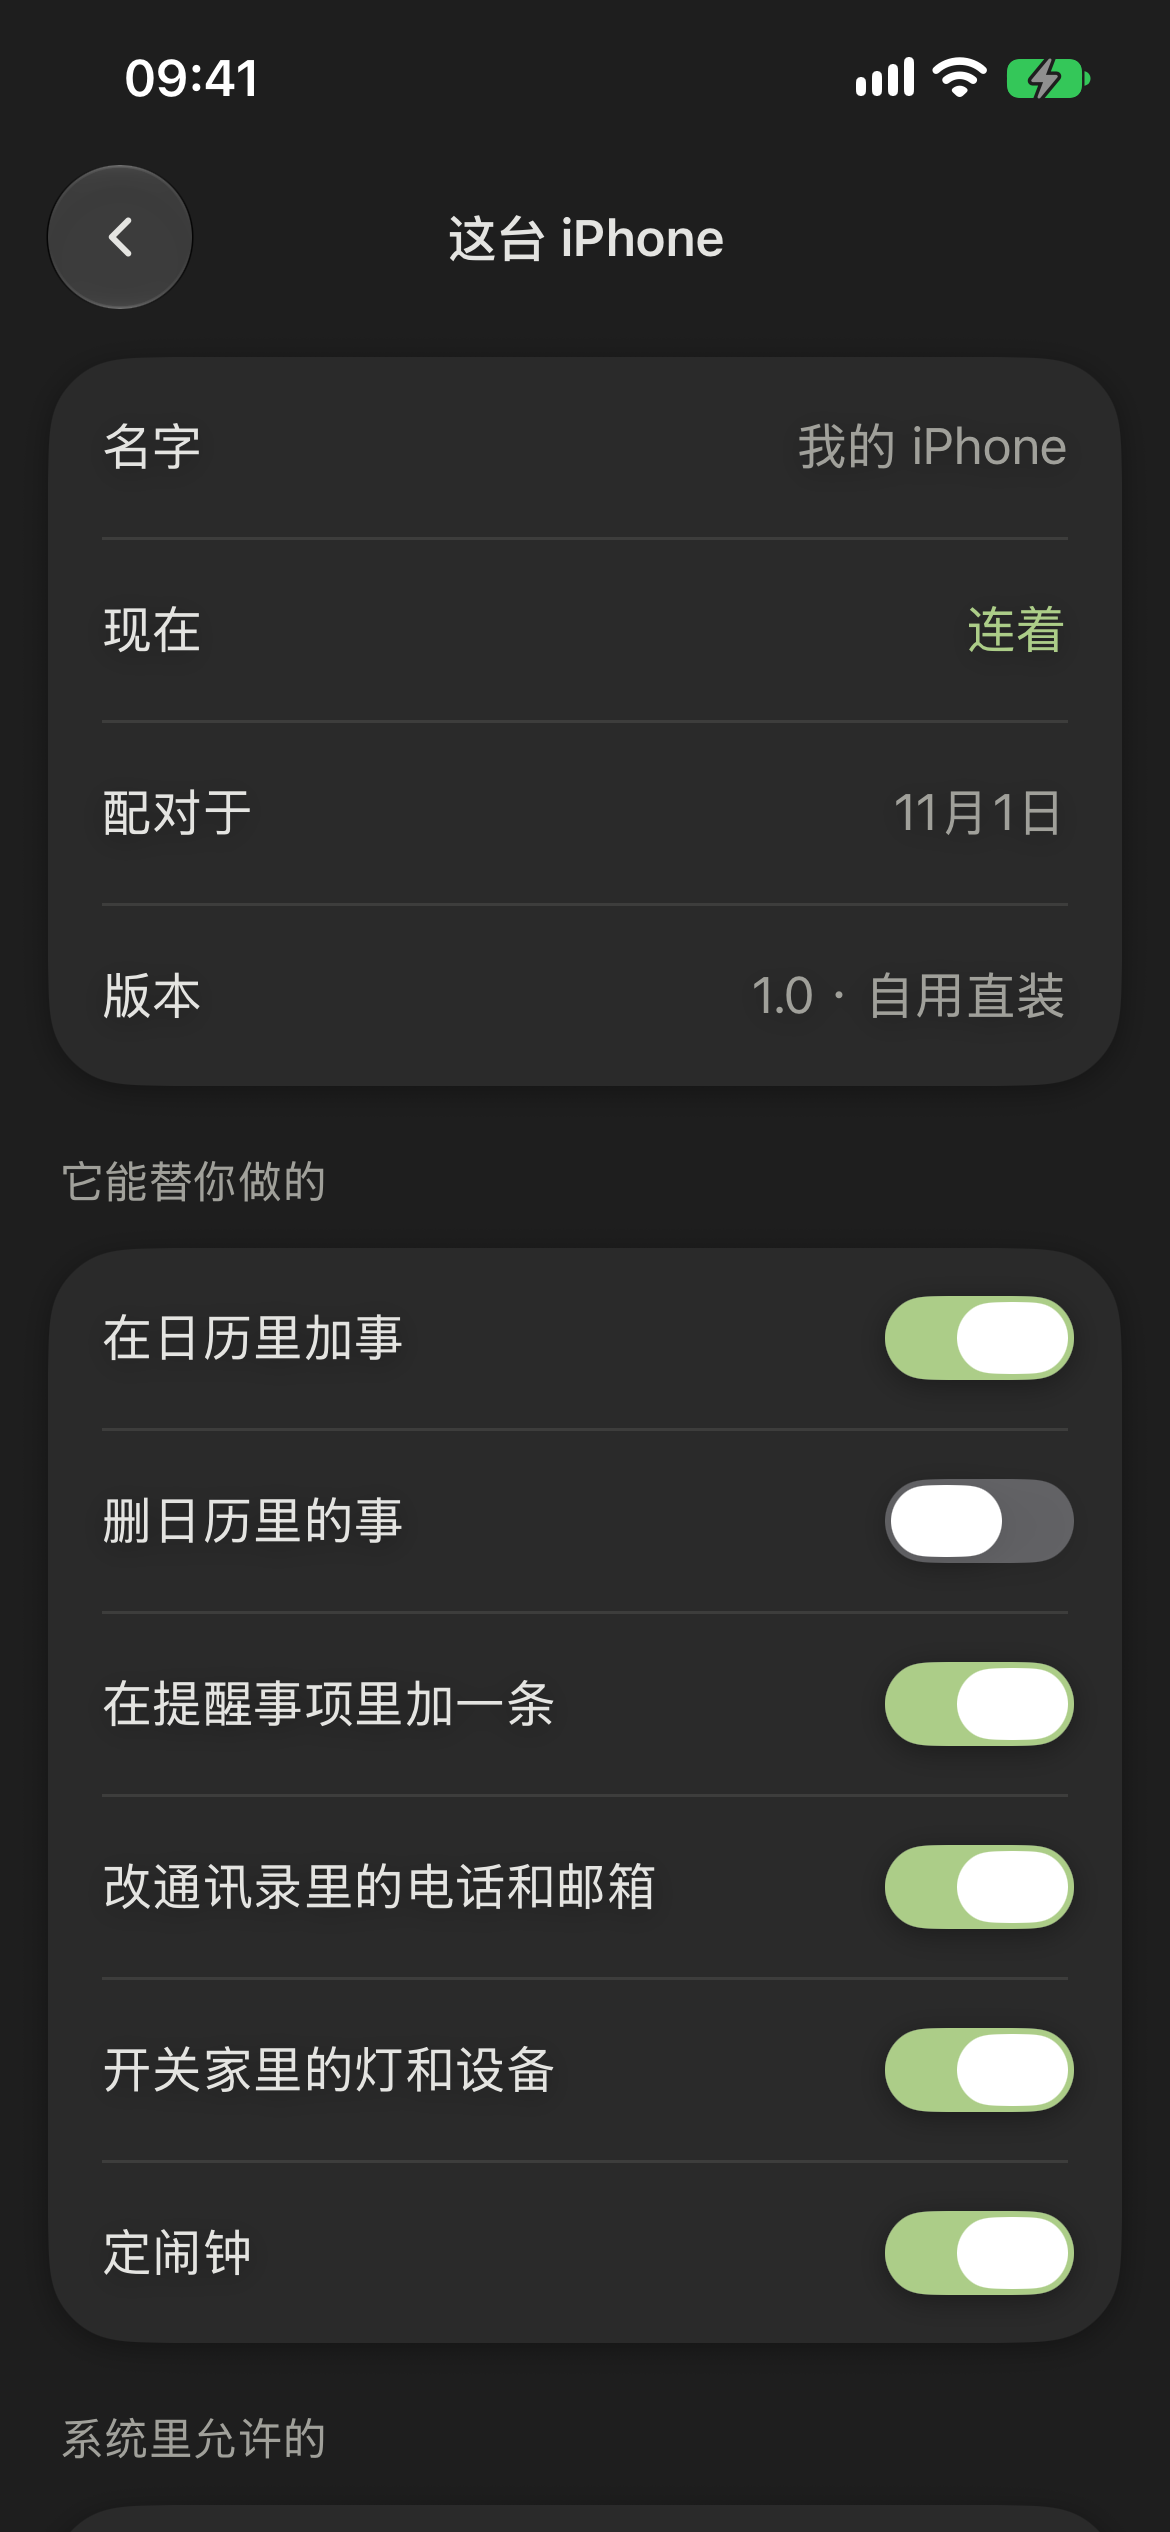 09:41
这台 iPhone
名字 我的 iPhone
现在 连着
配对于 11月1日
版本 1.0 · 自用直装
它能替你做的
在日历里加事
删日历里的事
在提醒事项里加一条
改通讯录里的电话和邮箱
开关家里的灯和设备
定闹钟
系统里允许的